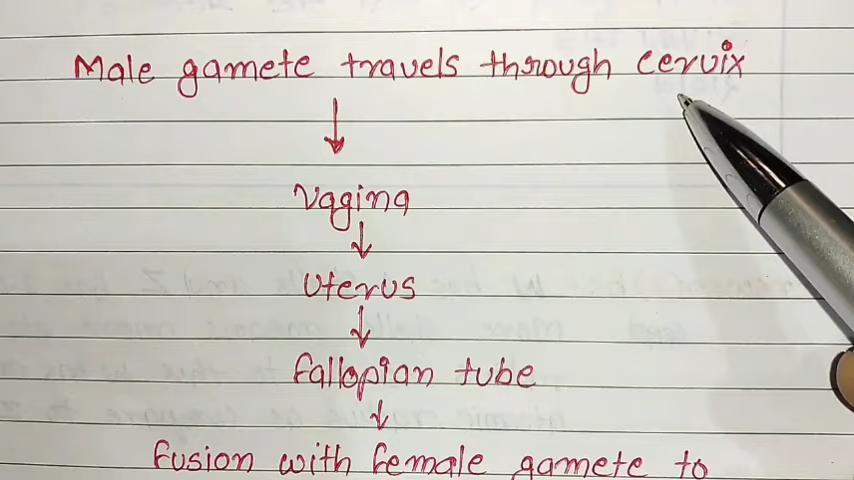 Male gamete travels through cervix
↓
Vagina
↓
Uterus
↓
fallopian tube
↓
fusion with female gamete to